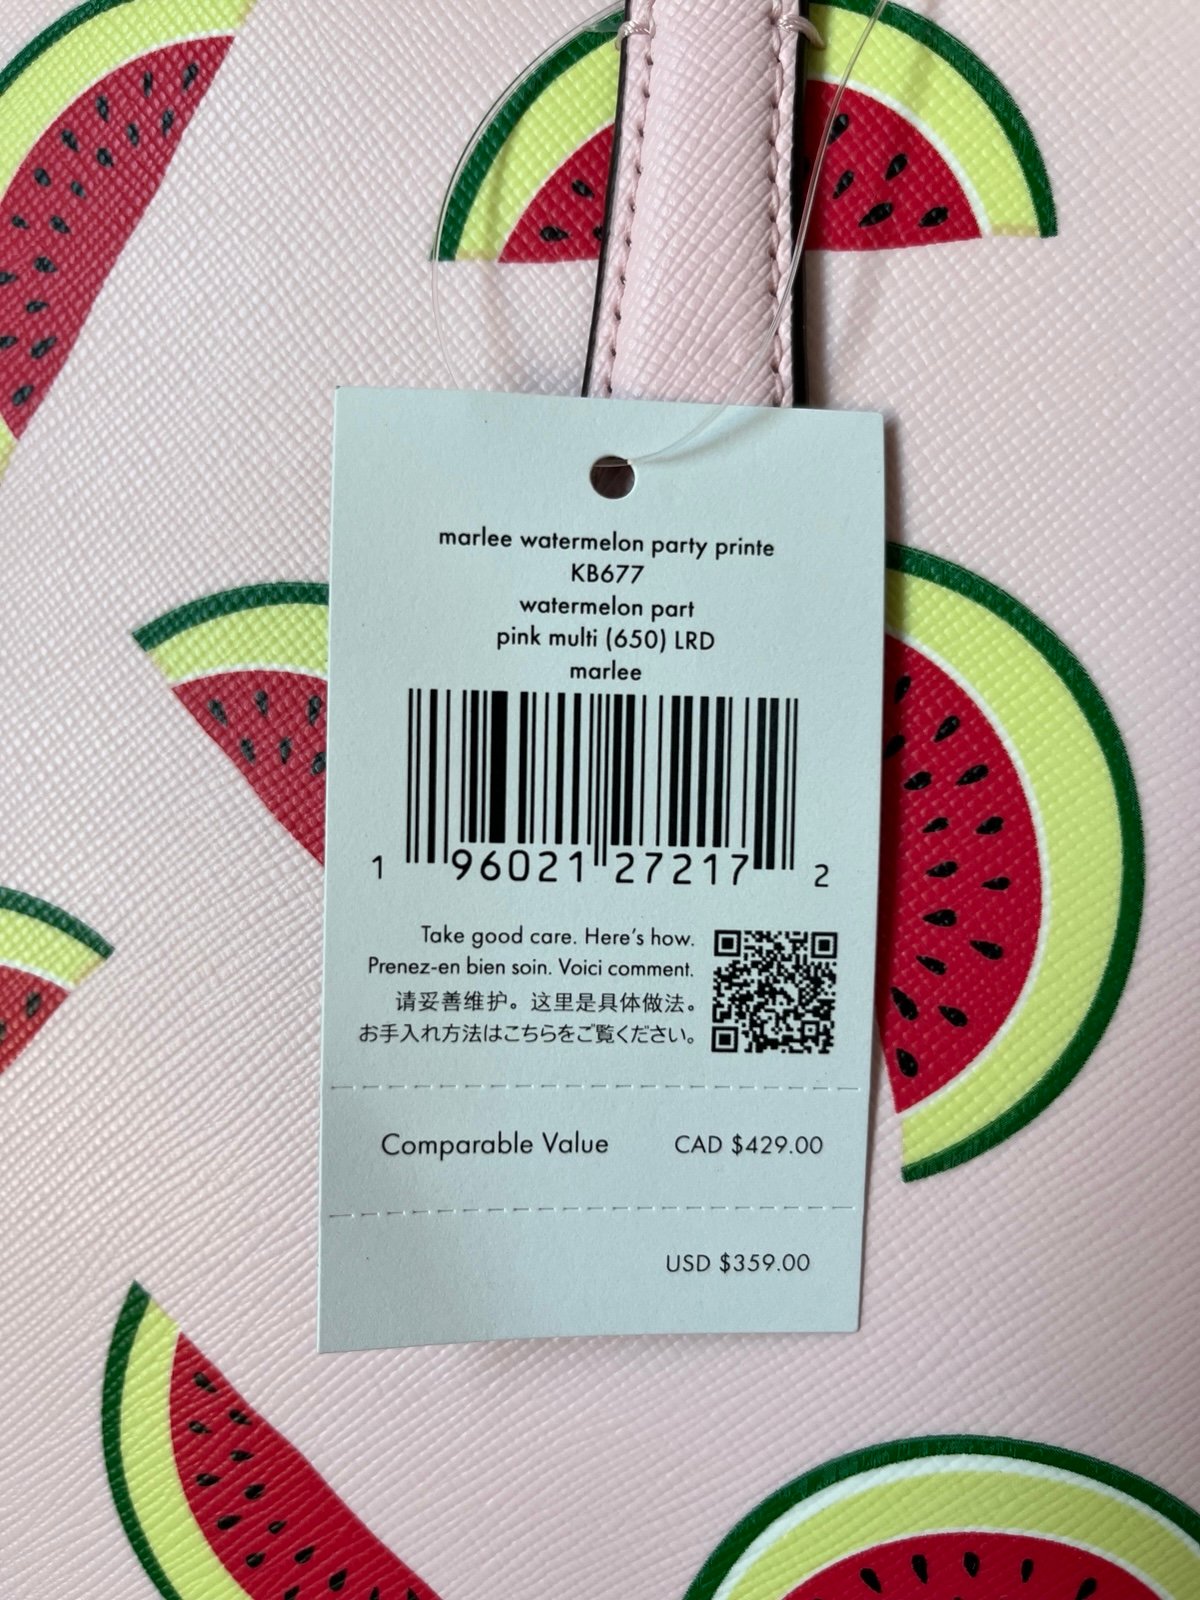 marlee watermelon party printe
KB677
watermelon part
pink multi (650) LRD
marlee
1 96021 27217 2
Take good care. Here's how.
Prenez-en bien soin. Voici comment.
请妥善维护。这里是具体做法。
お手入れ方法はこちらをご覧ください。
Comparable Value CAD $429.00
USD $359.00